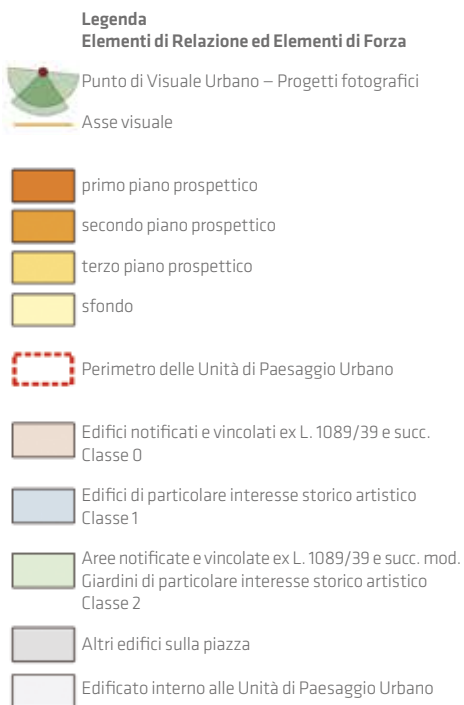 Legenda
Elementi di Relazione ed Elementi di Forza
Punto di Visuale Urbano – Progetti fotografici
Asse visuale
primo piano prospettico
secondo piano prospettico
terzo piano prospettico
sfondo
Perimetro delle Unità di Paesaggio Urbano
Edifici notificati e vincolati ex L. 1089/39 e succ.
Classe 0
Edifici di particolare interesse storico artistico
Classe 1
Aree notificate e vincolate ex L. 1089/39 e succ. mod.
Giardini di particolare interesse storico artistico
Classe 2
Altri edifici sulla piazza
Edificato interno alle Unità di Paesaggio Urbano